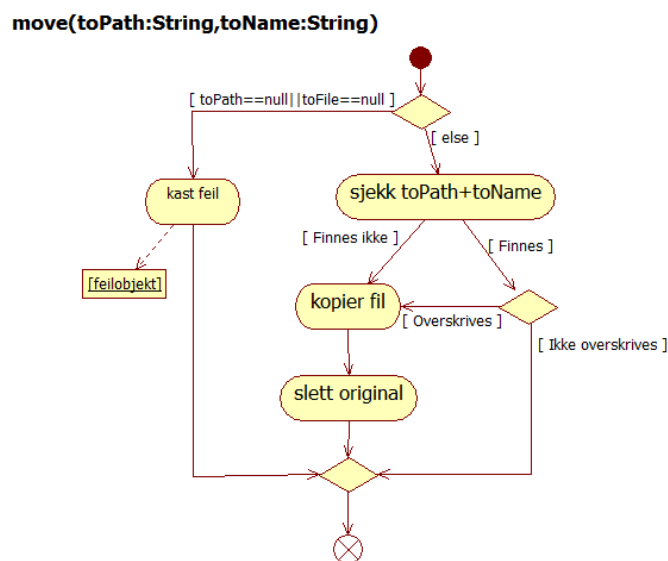 move(toPath:String,toName:String)
[ toPath==null||toFile==null ]
[ else ]
kast feil
sjekk toPath+toName
[ Finnes ikke ]
[ Finnes ]
[feilobjekt]
kopier fil
[ Overskrives ]
[ Ikke overskrives ]
slett original